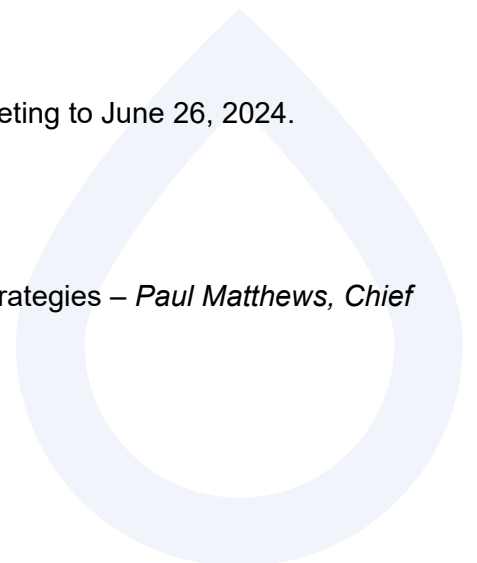 eting to June 26, 2024.
rategies – Paul Matthews, Chief